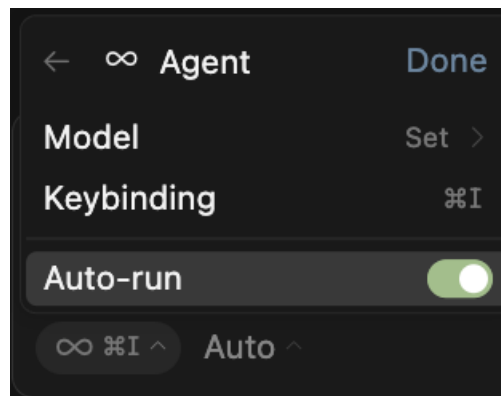 ← ∞ Agent Done
Model Set >
Keybinding ⌘I
Auto-run
∞ ⌘I ^ Auto ^